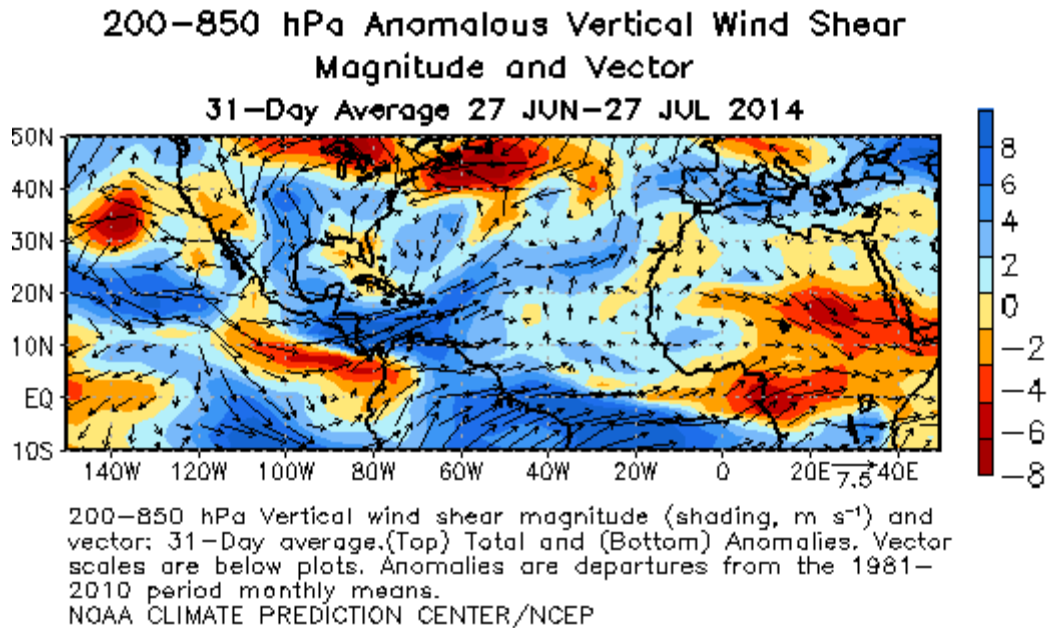 200-850 hPa Anomalous Vertical Wind Shear
Magnitude and Vector
31-Day Average 27 JUN-27 JUL 2014
50N
40N
30N
20N
10N
EQ
10S
140W 120W 100W 80W 60W 40W 20W 0 20E 40E
7.5
8
6
4
2
0
-2
-4
-6
-8
200-850 hPa Vertical wind shear magnitude (shading, m s⁻¹) and
vector: 31-Day average.(Top) Total and (Bottom) Anomalies. Vector
scales are below plots. Anomalies are departures from the 1981-
2010 period monthly means.
NOAA CLIMATE PREDICTION CENTER/NCEP